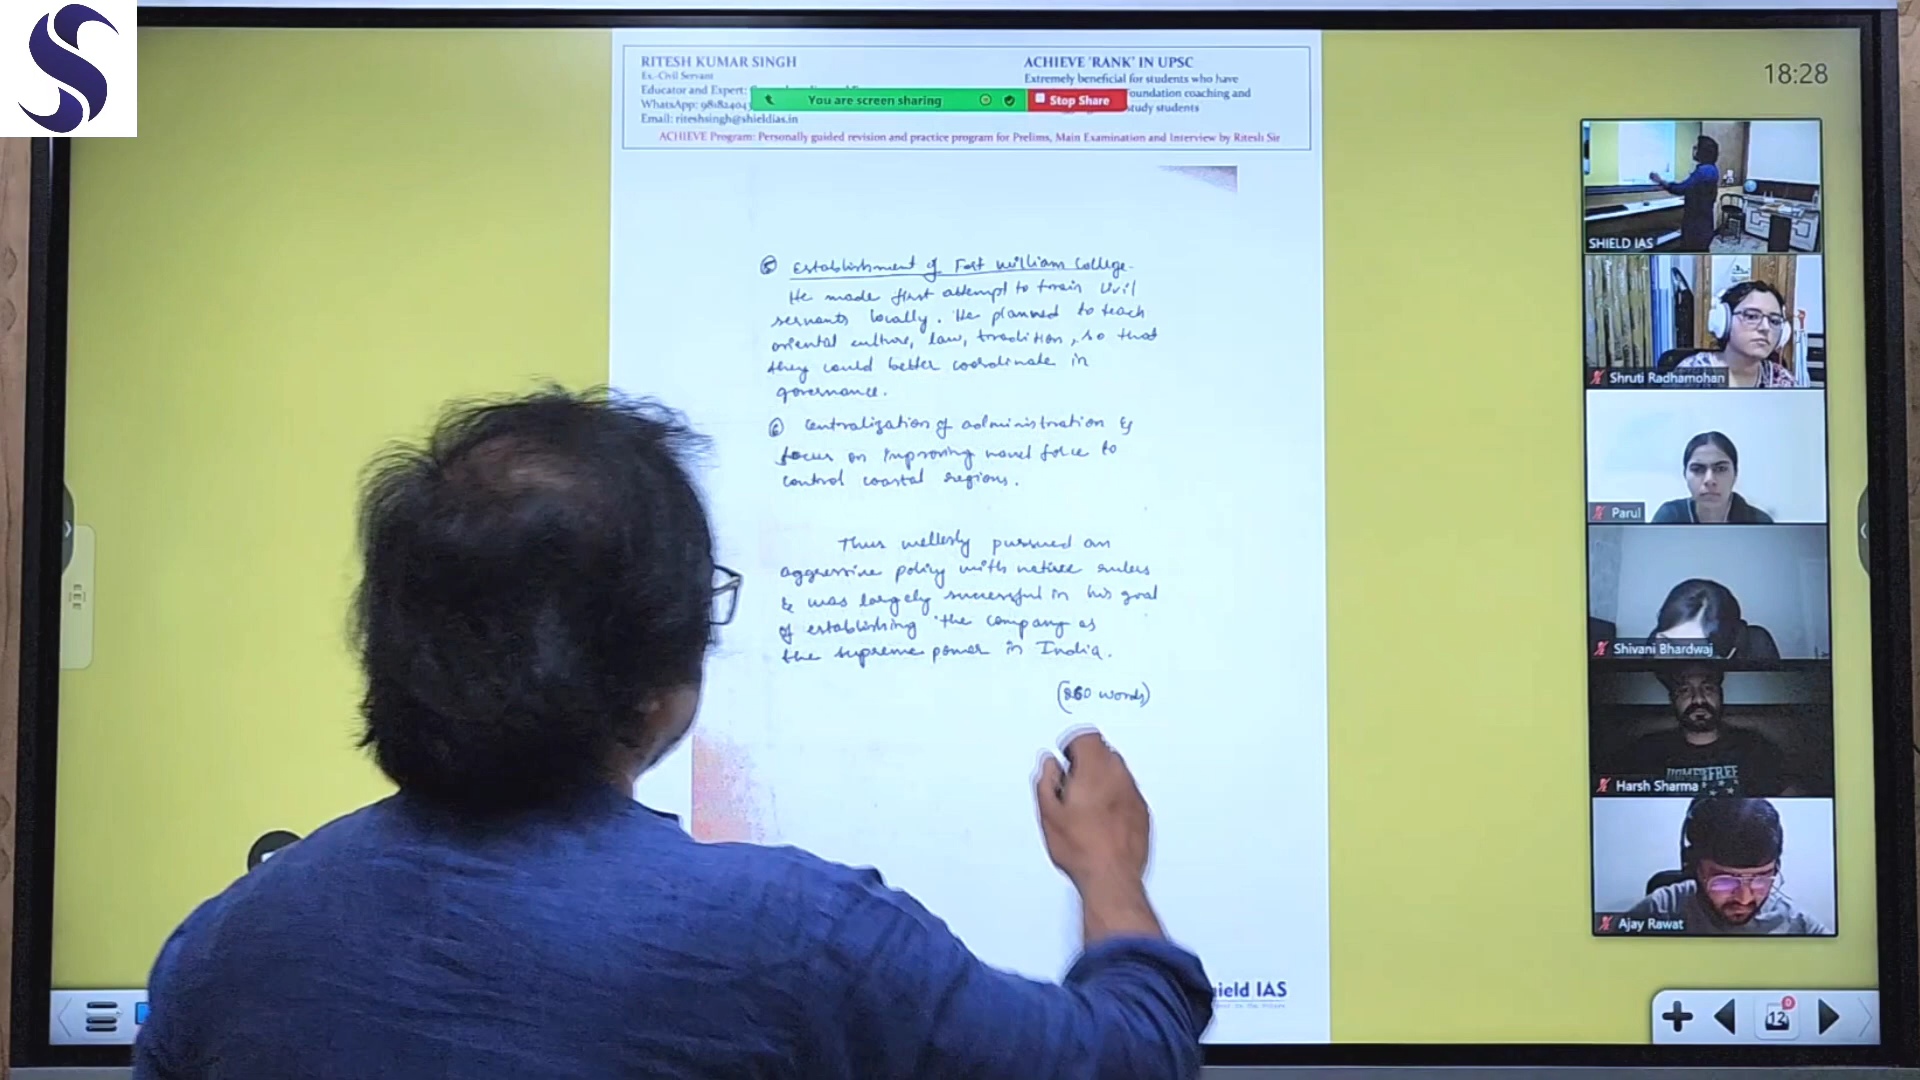 RITESH KUMAR SINGH
Ex.-Civil Servant
Educator and Expert:
WhatsApp:
Email: riteshsingh@shieldias.in
ACHIEVE 'RANK' IN UPSC
Extremely beneficial for students who have
oundation coaching and
tudy students
You are screen sharing
Stop Share
ACHIEVE Program: Personally guided revision and practice program for Prelims, Main Examination and Interview by Ritesh Sir
18:28
⑤ Establishment of Fort William College.
He made first attempt to train Civil
servants locally. He planned to teach
oriental culture, law, tradition, so that
they could better coordinate in
governance.
⑥ Centralization of administration &
focus on improving naval force to
control coastal regions.
Thus wellesly pursued an
aggressive policy with native rulers
& was largely successful in his goal
of establishing the company as
the supreme power in India.
(260 words)
SHIELD IAS
Shruti Radhamohan
Parul
Shivani Bhardwaj
Harsh Sharma
Ajay Rawat
ield IAS
12
0